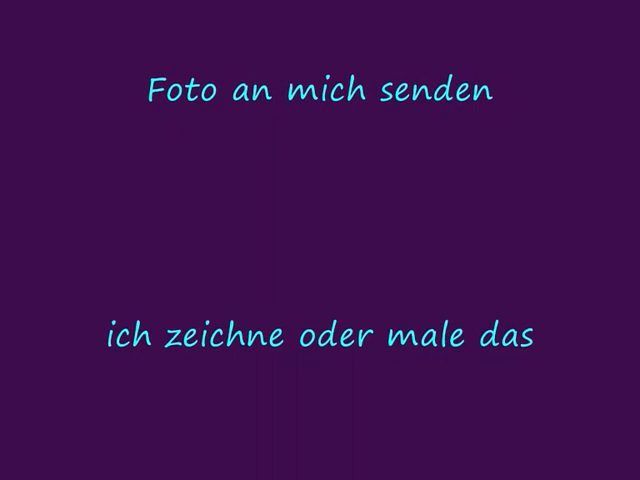 Foto an mich senden
ich zeichne oder male das